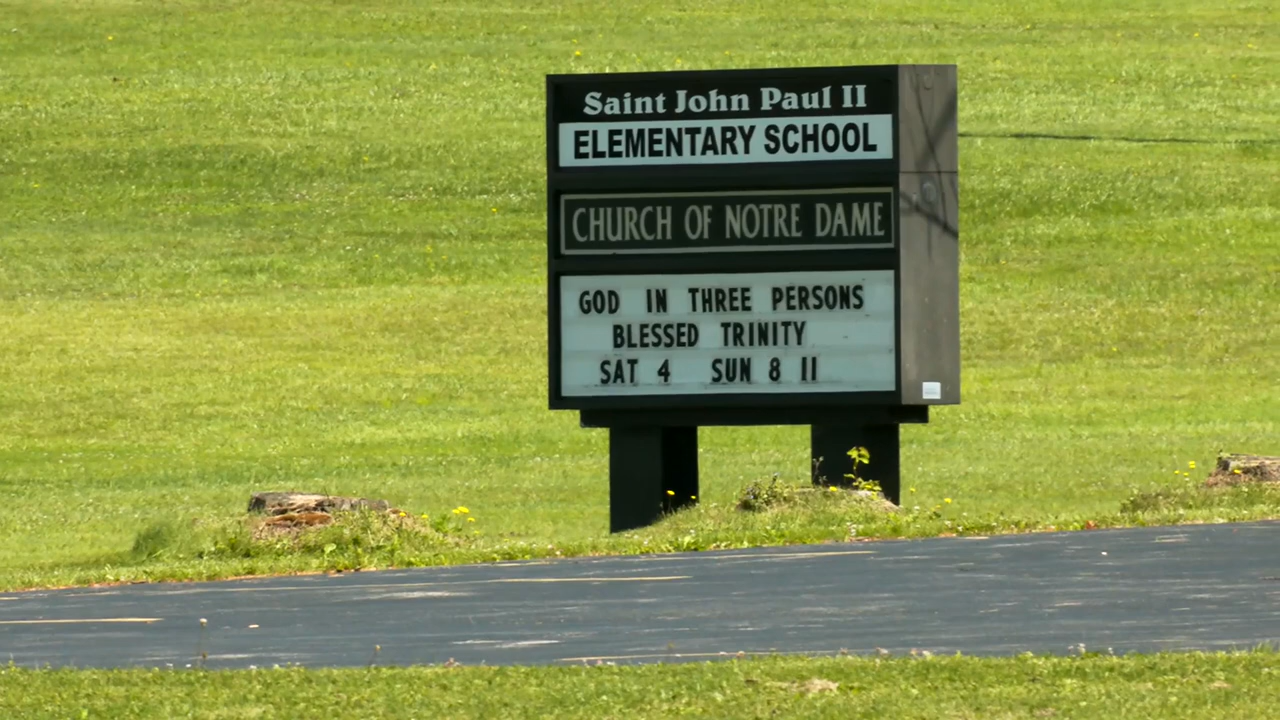 Saint John Paul II
ELEMENTARY SCHOOL
CHURCH OF NOTRE DAME
GOD IN THREE PERSONS
BLESSED TRINITY
SAT 4 SUN 8 11